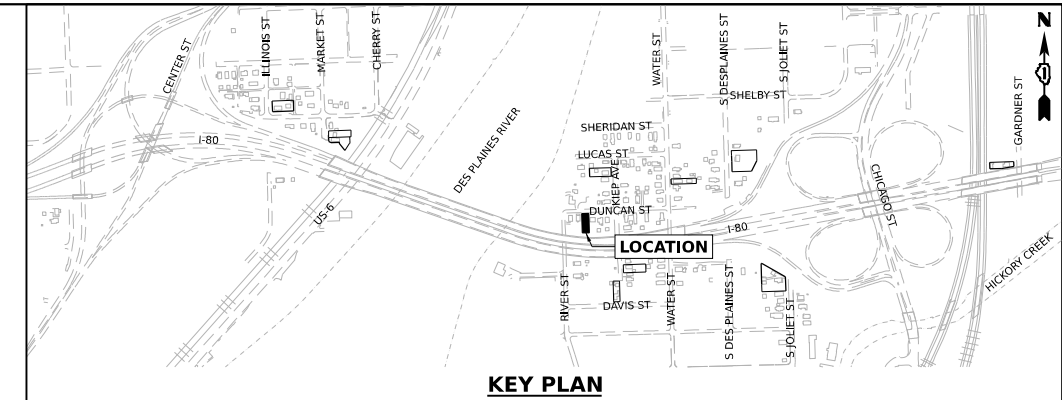 CENTER ST
ILLINOIS ST
MARKET ST
CHERRY ST
WATER ST
S DESPLAINES ST
S JOLIET ST
N
SHELBY ST
GARDNER ST
SHERIDAN ST
DES PLAINES RIVER
I-80
LUCAS ST
KIEP AVE
CHICAGO ST
DUNCAN ST
US-6
I-80
LOCATION
HICKORY CREEK
RIVER ST
WATER ST
S DES PLAINES ST
S JOLIET ST
DAVIS ST
KEY PLAN